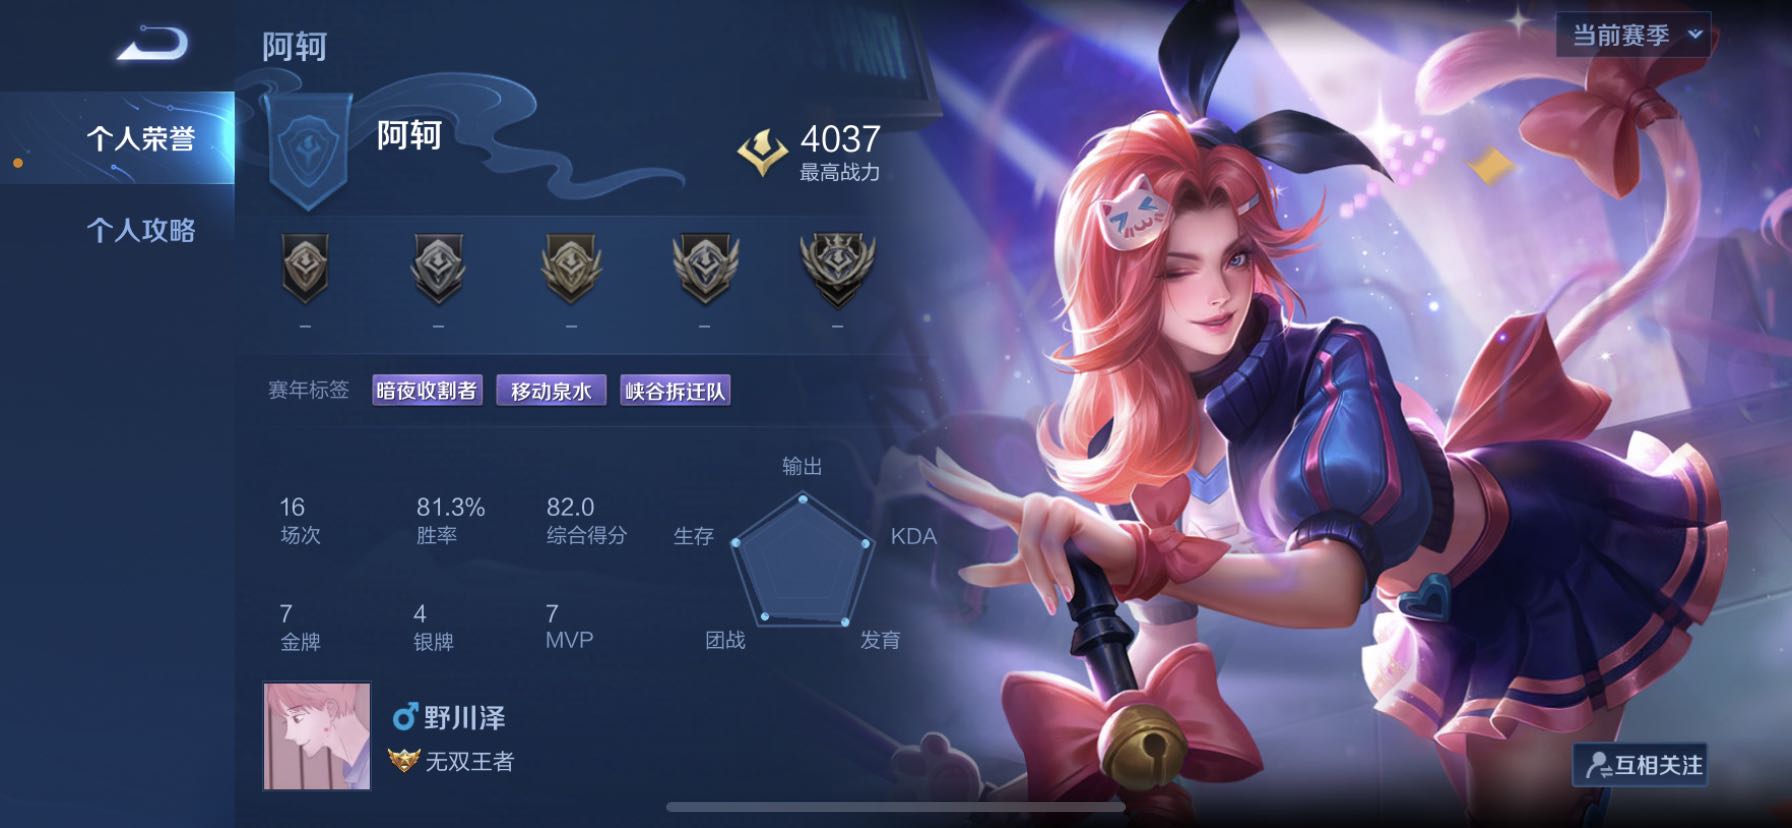 阿轲
当前赛季
个人荣誉
个人攻略
阿轲
4037
最高战力
–
–
–
–
–
赛年标签
暗夜收割者
移动泉水
峡谷拆迁队
16
场次
81.3%
胜率
82.0
综合得分
7
金牌
4
银牌
7
MVP
输出
生存
KDA
团战
发育
野川泽
无双王者
互相关注